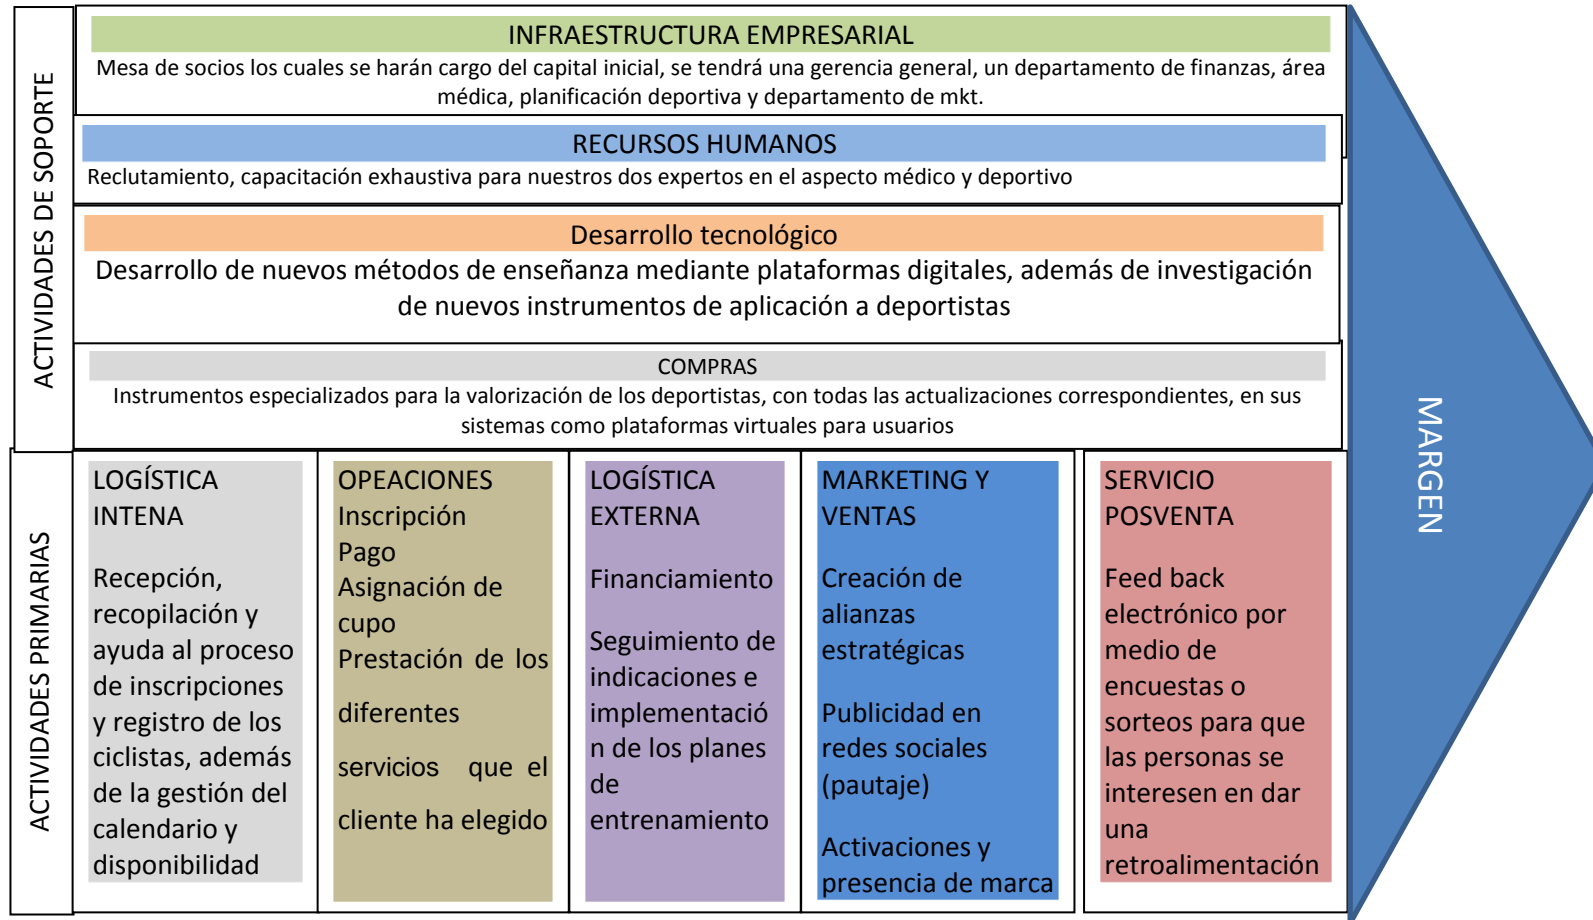 ACTIVIDADES DE SOPORTE
INFRAESTRUCTURA EMPRESARIAL
Mesa de socios los cuales se harán cargo del capital inicial, se tendrá una gerencia general, un departamento de finanzas, área
médica, planificación deportiva y departamento de mkt.
RECURSOS HUMANOS
Reclutamiento, capacitación exhaustiva para nuestros dos expertos en el aspecto médico y deportivo
Desarrollo tecnológico
Desarrollo de nuevos métodos de enseñanza mediante plataformas digitales, además de investigación
de nuevos instrumentos de aplicación a deportistas
COMPRAS
Instrumentos especializados para la valorización de los deportistas, con todas las actualizaciones correspondientes, en sus
sistemas como plataformas virtuales para usuarios
ACTIVIDADES PRIMARIAS
LOGÍSTICA
INTENA
Recepción,
recopilación y
ayuda al proceso
de inscripciones
y registro de los
ciclistas, además
de la gestión del
calendario y
disponibilidad
OPEACIONES
Inscripción
Pago
Asignación de
cupo
Prestación de los
diferentes
servicios que el
cliente ha elegido
LOGÍSTICA
EXTERNA
Financiamiento
Seguimiento de
indicaciones e
implementació
n de los planes
de
entrenamiento
MARKETING Y
VENTAS
Creación de
alianzas
estratégicas
Publicidad en
redes sociales
(pautaje)
Activaciones y
presencia de marca
SERVICIO
POSVENTA
Feed back
electrónico por
medio de
encuestas o
sorteos para que
las personas se
interesen en dar
una
retroalimentación
MARGEN